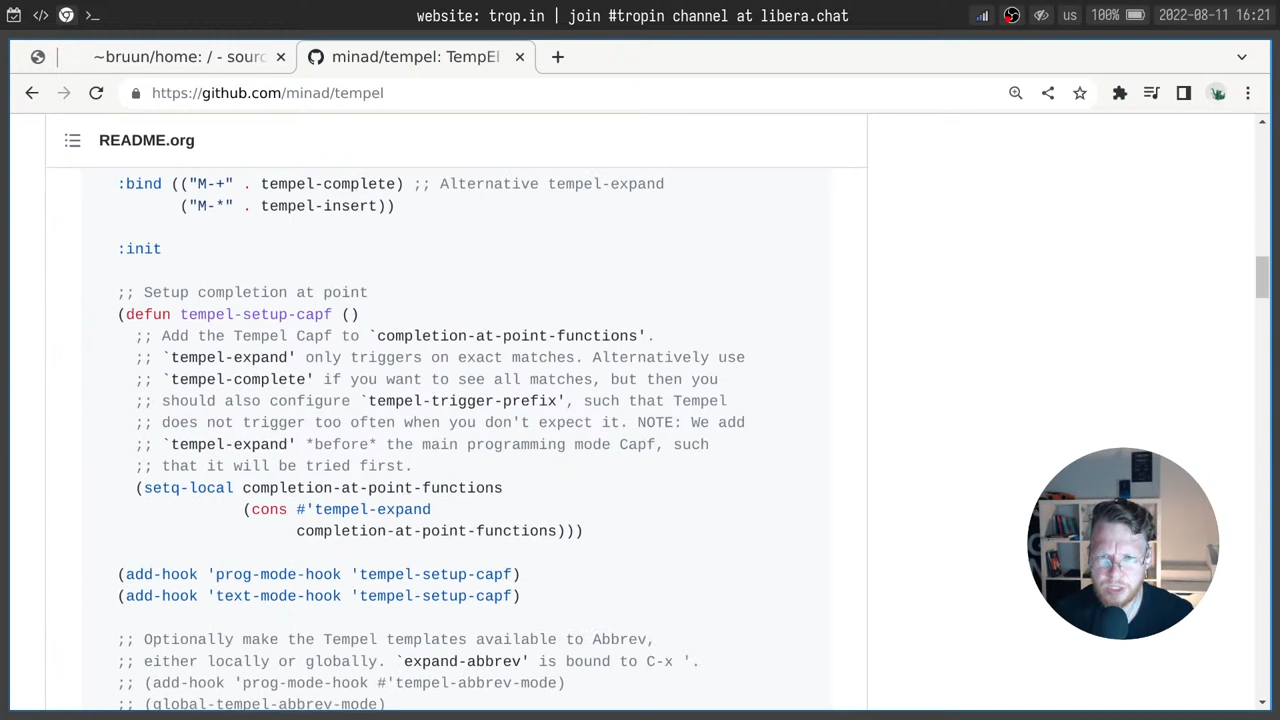 website: trop.in | join #tropin channel at libera.chat
us 100% 2022-08-11 16:21
~bruun/home: / - sourc
minad/tempel: TempEl
https://github.com/minad/tempel
README.org
:bind (("M-+" . tempel-complete) ;; Alternative tempel-expand
("M-*" . tempel-insert))
:init
;; Setup completion at point
(defun tempel-setup-capf ()
;; Add the Tempel Capf to `completion-at-point-functions'.
;; `tempel-expand' only triggers on exact matches. Alternatively use
;; `tempel-complete' if you want to see all matches, but then you
;; should also configure `tempel-trigger-prefix', such that Tempel
;; does not trigger too often when you don't expect it. NOTE: We add
;; `tempel-expand' *before* the main programming mode Capf, such
;; that it will be tried first.
(setq-local completion-at-point-functions
(cons #'tempel-expand
completion-at-point-functions)))
(add-hook 'prog-mode-hook 'tempel-setup-capf)
(add-hook 'text-mode-hook 'tempel-setup-capf)
;; Optionally make the Tempel templates available to Abbrev,
;; either locally or globally. `expand-abbrev' is bound to C-x '.
;; (add-hook 'prog-mode-hook #'tempel-abbrev-mode)
;; (global-tempel-abbrev-mode)